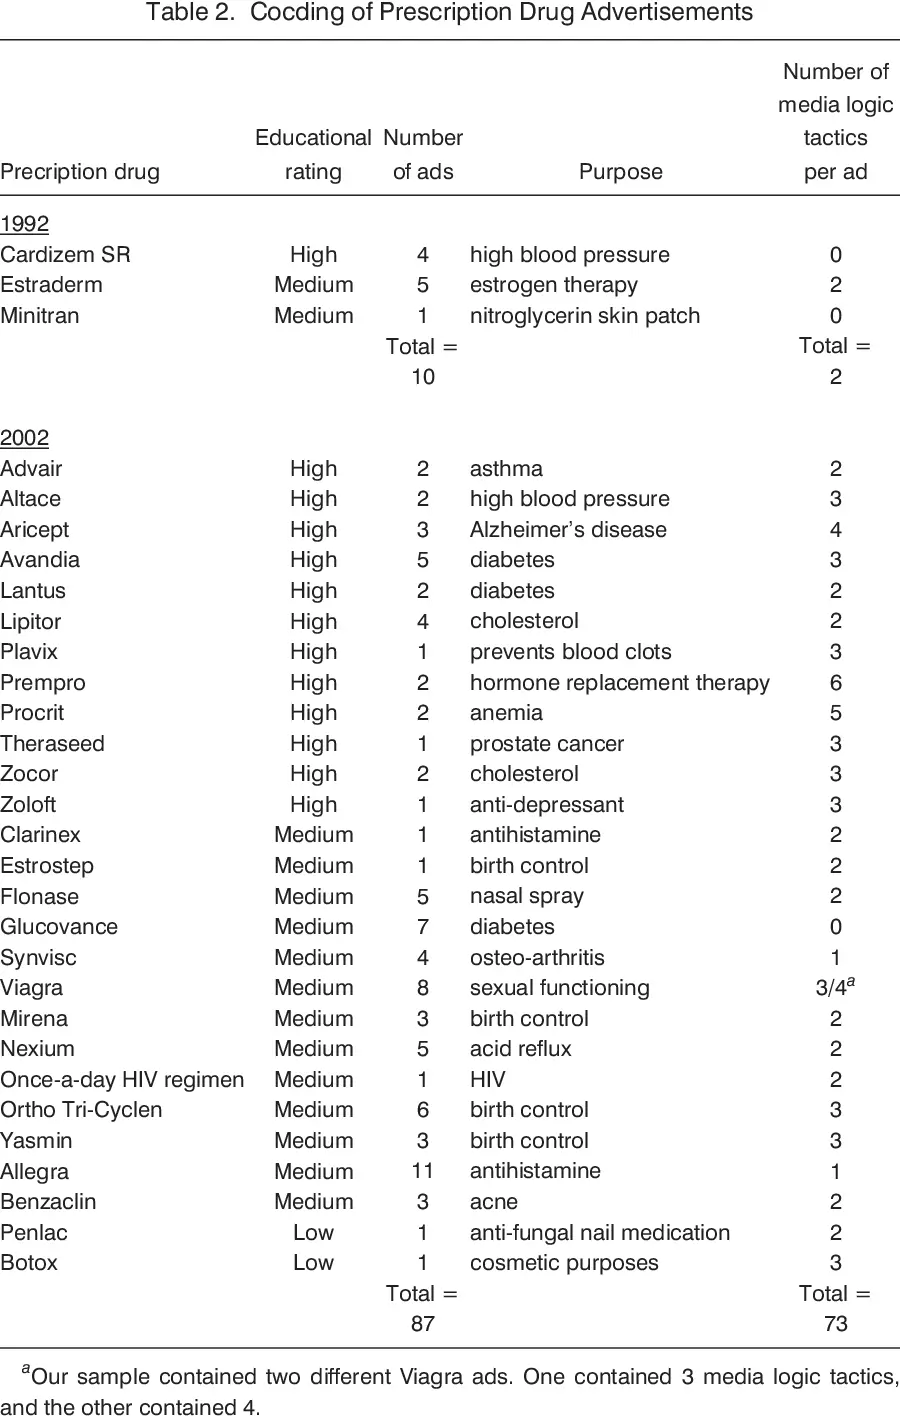 Table 2. Cocding of Prescription Drug Advertisements
Number of
media logic
Educational Number tactics
Precription drug rating of ads Purpose per ad
1992
Cardizem SR High 4 high blood pressure 0
Estraderm Medium 5 estrogen therapy 2
Minitran Medium 1 nitroglycerin skin patch 0
Total = Total =
10 2
2002
Advair High 2 asthma 2
Altace High 2 high blood pressure 3
Aricept High 3 Alzheimer's disease 4
Avandia High 5 diabetes 3
Lantus High 2 diabetes 2
Lipitor High 4 cholesterol 2
Plavix High 1 prevents blood clots 3
Prempro High 2 hormone replacement therapy 6
Procrit High 2 anemia 5
Theraseed High 1 prostate cancer 3
Zocor High 2 cholesterol 3
Zoloft High 1 anti-depressant 3
Clarinex Medium 1 antihistamine 2
Estrostep Medium 1 birth control 2
Flonase Medium 5 nasal spray 2
Glucovance Medium 7 diabetes 0
Synvisc Medium 4 osteo-arthritis 1
Viagra Medium 8 sexual functioning 3/4a
Mirena Medium 3 birth control 2
Nexium Medium 5 acid reflux 2
Once-a-day HIV regimen Medium 1 HIV 2
Ortho Tri-Cyclen Medium 6 birth control 3
Yasmin Medium 3 birth control 3
Allegra Medium 11 antihistamine 1
Benzaclin Medium 3 acne 2
Penlac Low 1 anti-fungal nail medication 2
Botox Low 1 cosmetic purposes 3
Total = Total =
87 73
aOur sample contained two different Viagra ads. One contained 3 media logic tactics,
and the other contained 4.